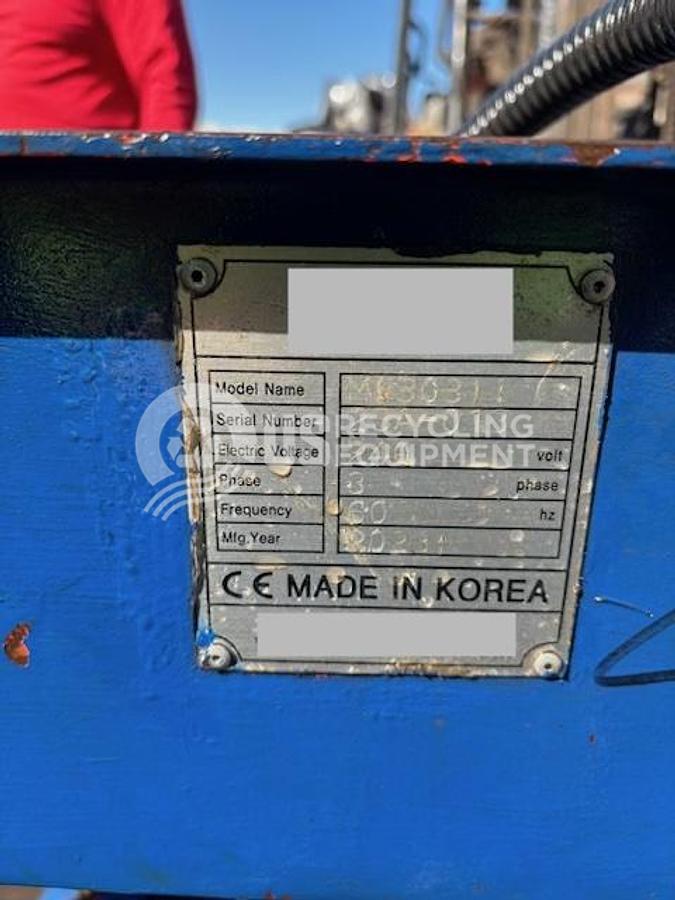 Model Name
Serial Number
Electric Voltage volt
Phase 3 phase
Frequency 60 hz
Mfg.Year
CE MADE IN KOREA
US RECYCLING
EQUIPMENT